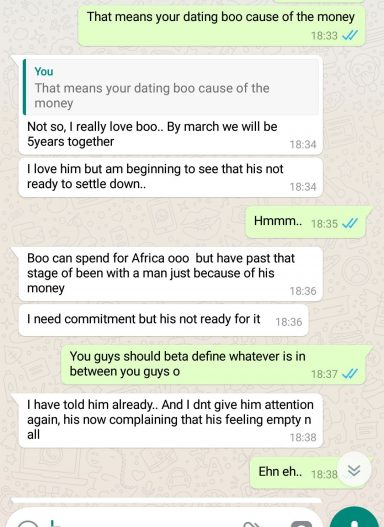 That means your dating boo cause of the money
18:33
You
That means your dating boo cause of the
money
Not so, I really love boo.. By march we will be
5years together
18:34
I love him but am beginning to see that his not
ready to settle down..
18:34
Hmmm..
18:35
Boo can spend for Africa ooo but have past that
stage of been with a man just because of his
money
18:36
I need commitment but his not ready for it
18:36
You guys should beta define whatever is in
between you guys o
18:37
I have told him already.. And I dnt give him attention
again, his now complaining that his feeling empty n
all
18:38
Ehn eh..
18:38